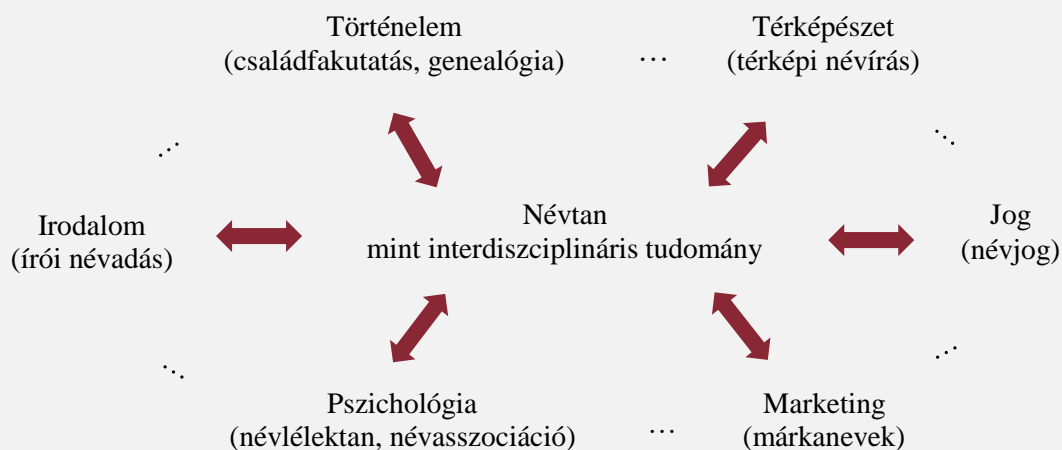 Történelem
(családfakutatás, genealógia)
…
Térképészet
(térképi névírás)
…
…
Irodalom
(írói névadás)
Névtan
mint interdiszciplináris tudomány
Jog
(névjog)
…
…
Pszichológia
(névlélektan, névasszociáció)
…
Marketing
(márkanevek)